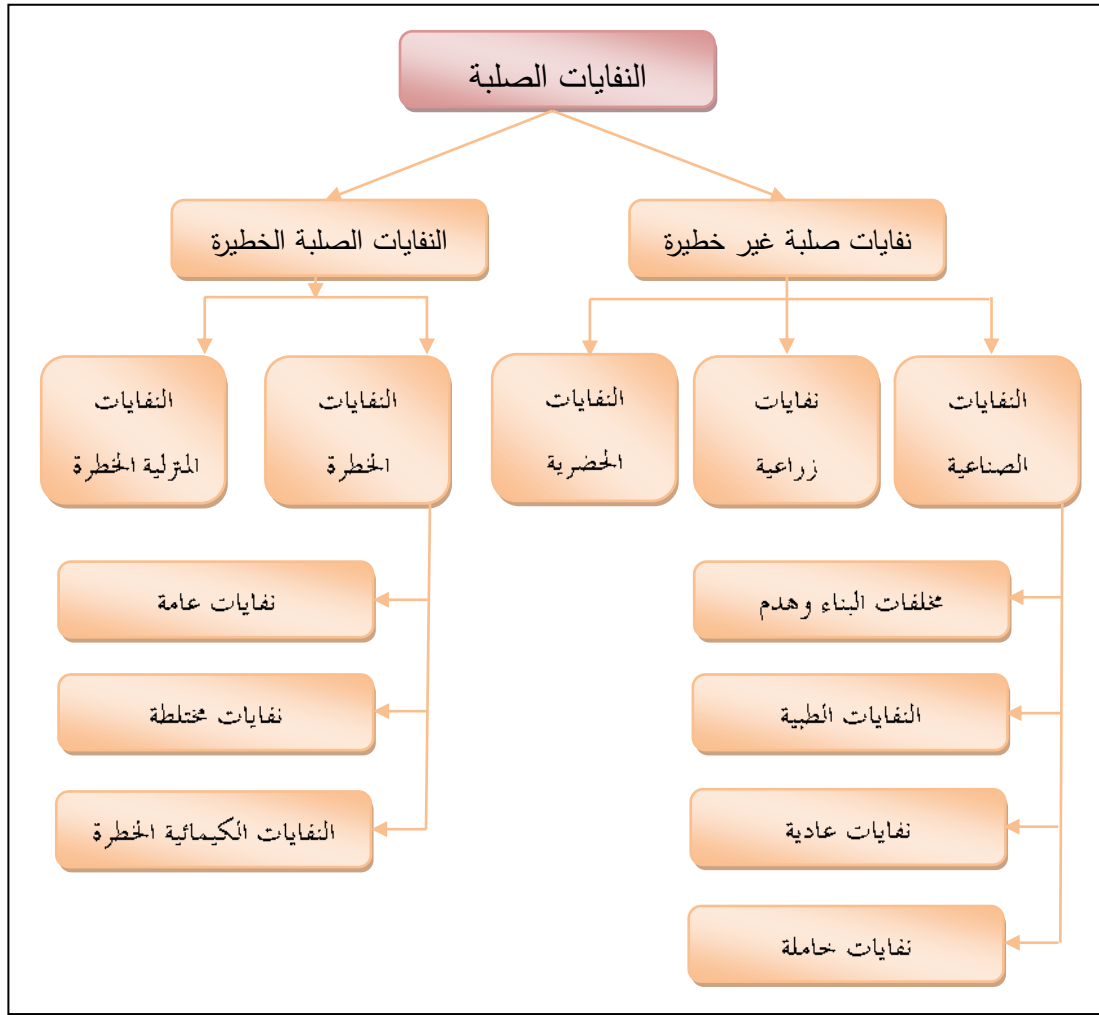 النفايات الصلبة
نفايات صلبة غير خطيرة
النفايات الصلبة الخطيرة
النفايات
الصناعية
نفايات
زراعية
النفايات
الحضرية
النفايات
الخطرة
النفايات
المنزلية الخطرة
مخلفات البناء وهدم
النفايات الطبية
نفايات عادية
نفايات خاملة
نفايات عامة
نفايات مختلطة
النفايات الكيمائية الخطرة